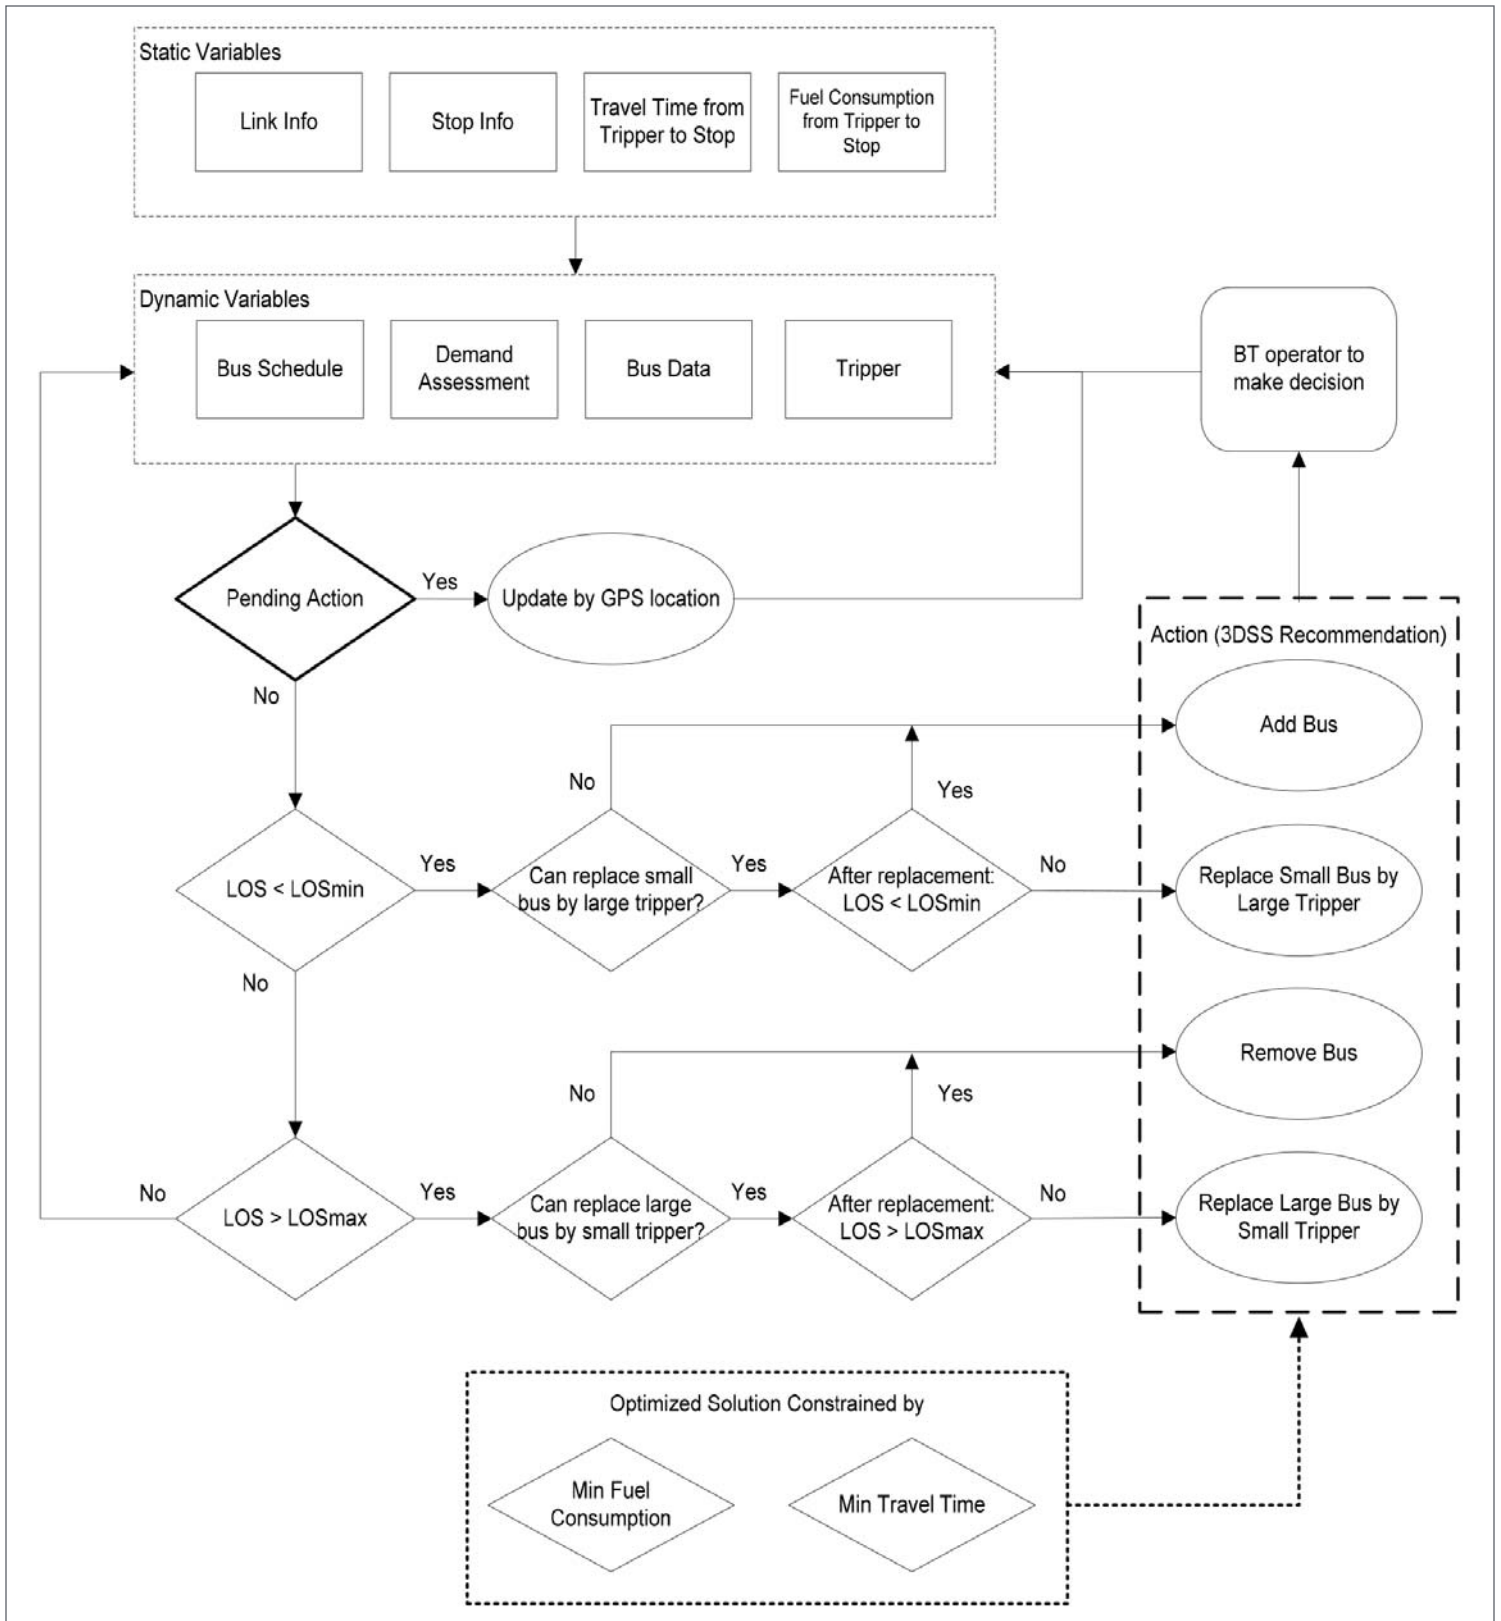 Static Variables
Link Info
Stop Info
Travel Time from
Tripper to Stop
Fuel Consumption
from Tripper to
Stop
Dynamic Variables
Bus Schedule
Demand
Assessment
Bus Data
Tripper
BT operator to
make decision
Pending Action
Yes
Update by GPS location
No
Action (3DSS Recommendation)
Add Bus
No
Yes
LOS < LOSmin
Yes
Can replace small
bus by large tripper?
Yes
After replacement:
LOS < LOSmin
No
Replace Small Bus by
Large Tripper
No
Remove Bus
No
Yes
No
LOS > LOSmax
Yes
Can replace large
bus by small tripper?
Yes
After replacement:
LOS > LOSmax
No
Replace Large Bus by
Small Tripper
Optimized Solution Constrained by
Min Fuel
Consumption
Min Travel Time